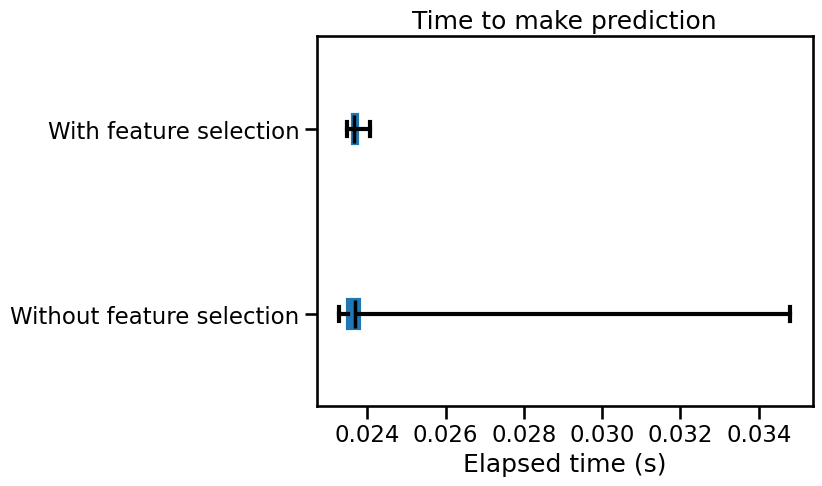 Time to make prediction
With feature selection
Without feature selection
0.024 0.026 0.028 0.030 0.032 0.034
Elapsed time (s)